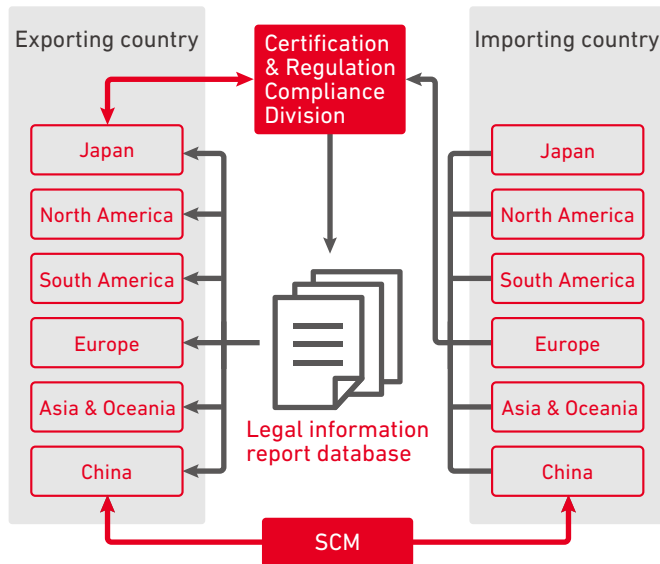 Exporting country
Certification
& Regulation
Compliance
Division
Importing country
Japan
North America
South America
Europe
Asia & Oceania
China
Legal information
report database
Japan
North America
South America
Europe
Asia & Oceania
China
SCM